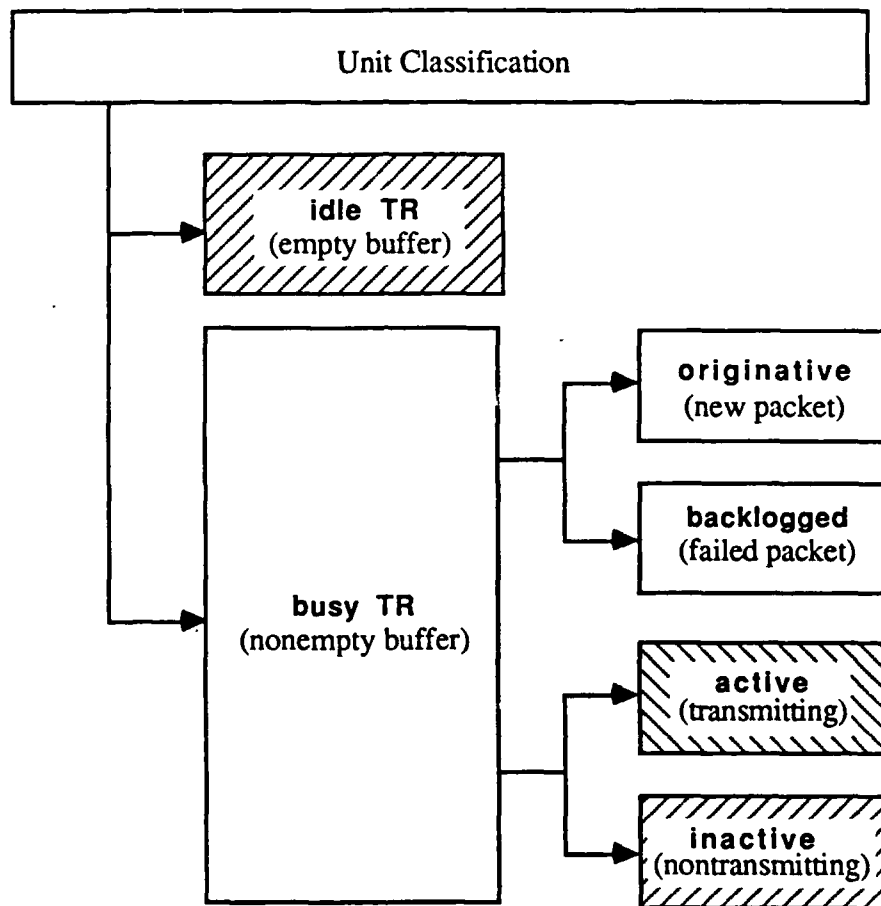 Unit Classification
idle TR
(empty buffer)
originative
(new packet)
backlogged
(failed packet)
busy TR
(nonempty buffer)
active
(transmitting)
inactive
(nontransmitting)